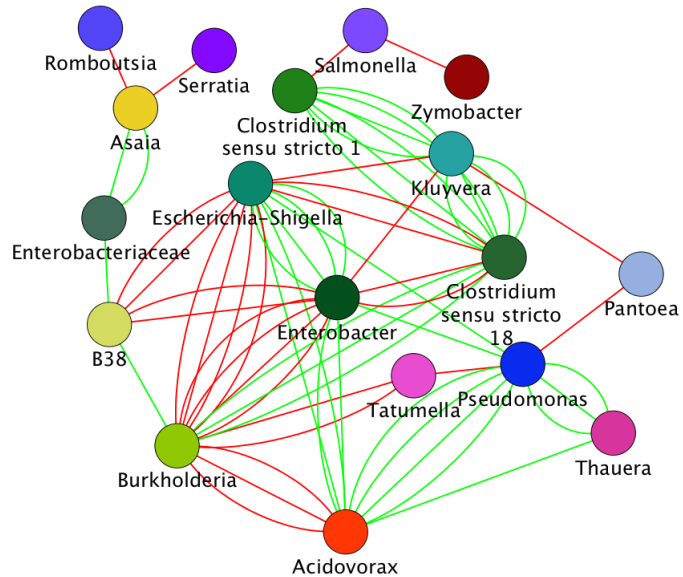 Romboutsia
Serratia
Salmonella
Zymobacter
Asaia
Clostridium
sensu stricto 1
Kluyvera
Escherichia-Shigella
Enterobacteriaceae
Clostridium
sensu stricto
18
Pantoea
Enterobacter
B38
Tatumella
Pseudomonas
Thauera
Burkholderia
Acidovorax